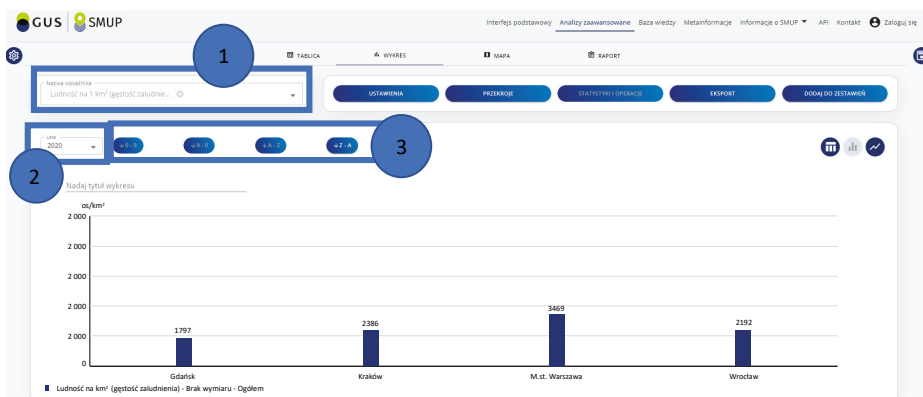 GUS SMUP
Interfejs podstawowy Analizy zaawansowane Baza wiedzy Metainformacje Informacje o SMUP API Kontakt Zaloguj się
TABLICA WYKRES MAPA RAPORT
1
Nazwa wskaźnika
Ludność na 1 km² (gęstość zaludnie...
USTAWIENIA PRZEKROJE STATYSTYKI I OPERACJE EKSPORT DODAJ DO ZESTAWIEŃ
Lata
2020
0 - 9 9 - 0 A - Z Z - A
3
2
Nadaj tytuł wykresu
os/km²
2 000
2 000
2 000
2 000
2 000
0
1797
2386
3469
2192
Gdańsk Kraków M.st. Warszawa Wrocław
Ludność na km² (gęstość zaludnienia) - Brak wymiaru - Ogółem